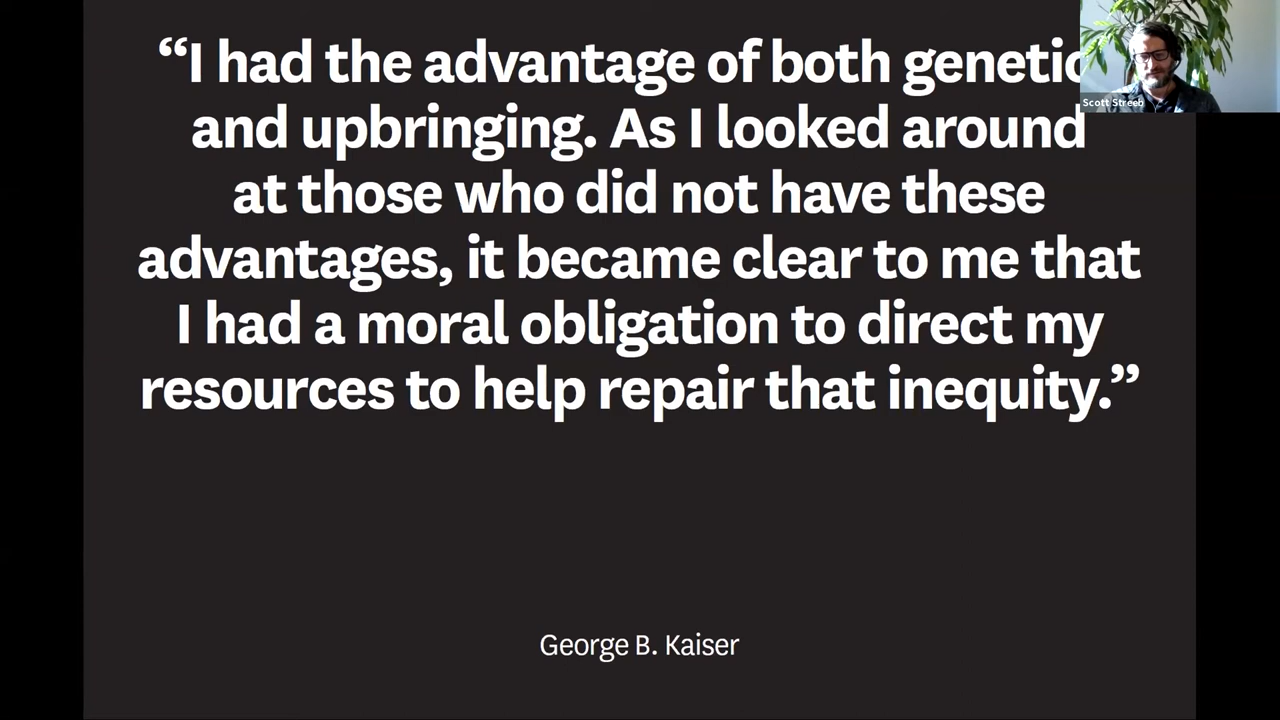 “I had the advantage of both genetic
and upbringing. As I looked around
at those who did not have these
advantages, it became clear to me that
I had a moral obligation to direct my
resources to help repair that inequity.”
George B. Kaiser
Scott Streeb